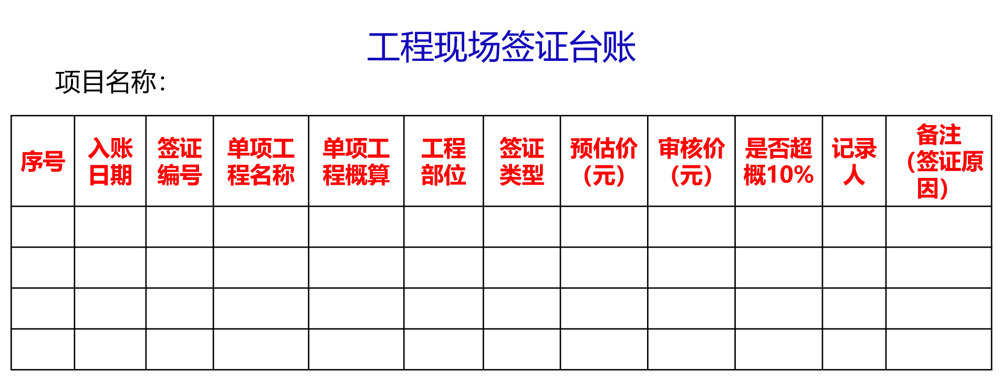 工程现场签证台账
项目名称：
序号
入账
日期
签证
编号
单项工
程名称
单项工
程概算
工程
部位
签证
类型
预估价
（元）
审核价
（元）
是否超
概10%
记录
人
备注
（签证原
因）